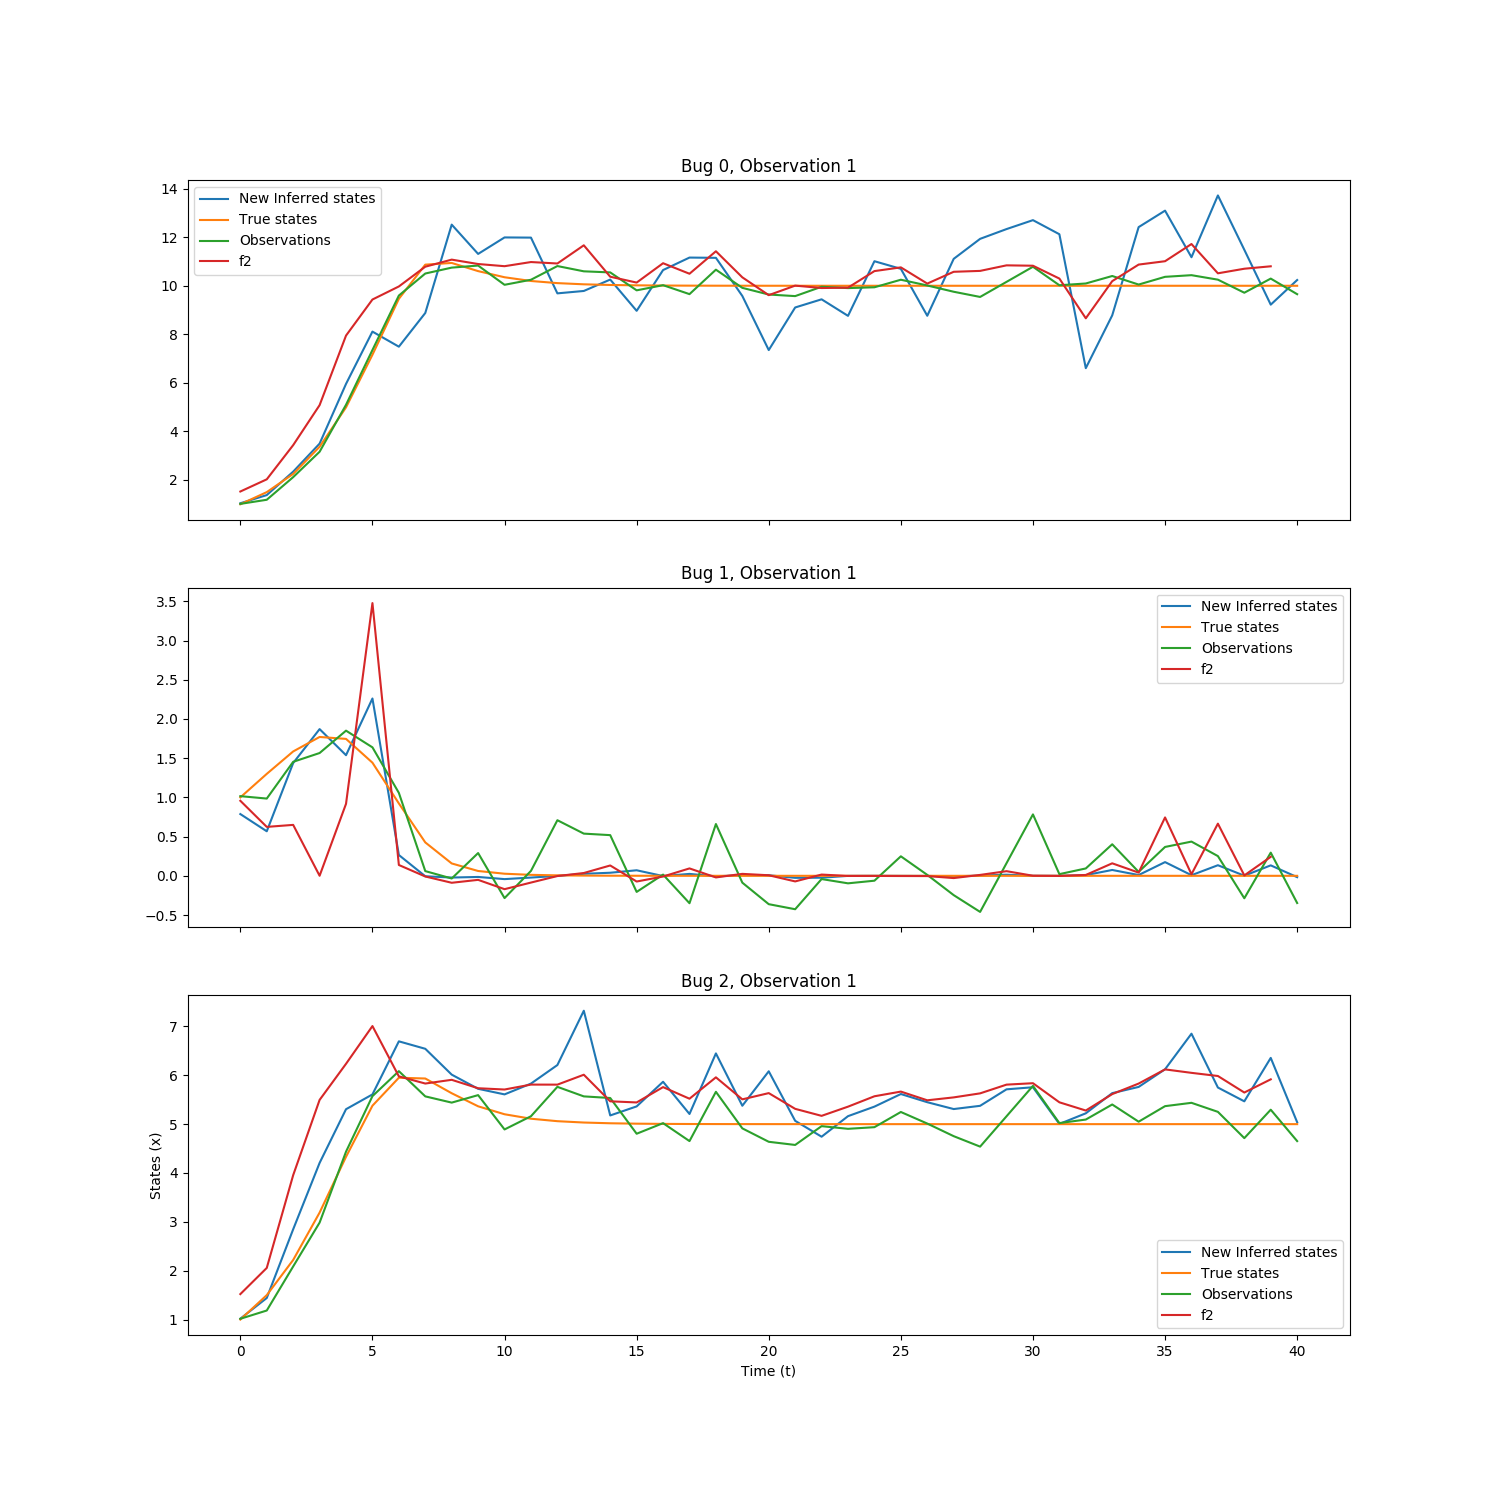 Bug 0, Observation 1
14
12
10
8
6
4
2
New Inferred states
True states
Observations
f2
Bug 1, Observation 1
3.5
3.0
2.5
2.0
1.5
1.0
0.5
0.0
−0.5
New Inferred states
True states
Observations
f2
Bug 2, Observation 1
States (x)
7
6
5
4
3
2
1
New Inferred states
True states
Observations
f2
0 5 10 15 20 25 30 35 40
Time (t)